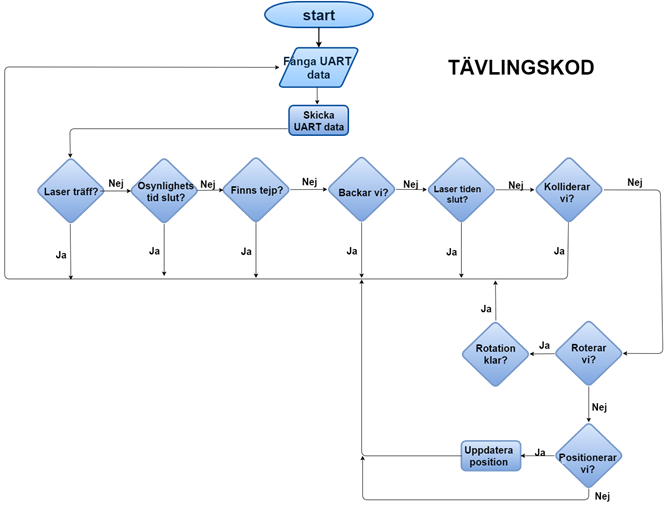 start
Fånga UART
data
TÄVLINGSKOD
Skicka
UART data
Laser träff?
Nej
Osynlighets
tid slut?
Nej
Finns tejp?
Nej
Backar vi?
Nej
Laser tiden
slut?
Nej
Kolliderar
vi?
Nej
Ja
Ja
Ja
Ja
Ja
Ja
Ja
Rotation
klar?
Ja
Roterar
vi?
Nej
Uppdatera
position
Ja
Positionerar
vi?
Nej